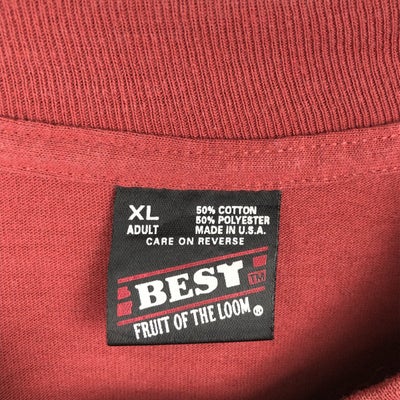 XL
ADULT
50% COTTON
50% POLYESTER
MADE IN U.S.A.
CARE ON REVERSE
BEST TM
FRUIT OF THE LOOM®